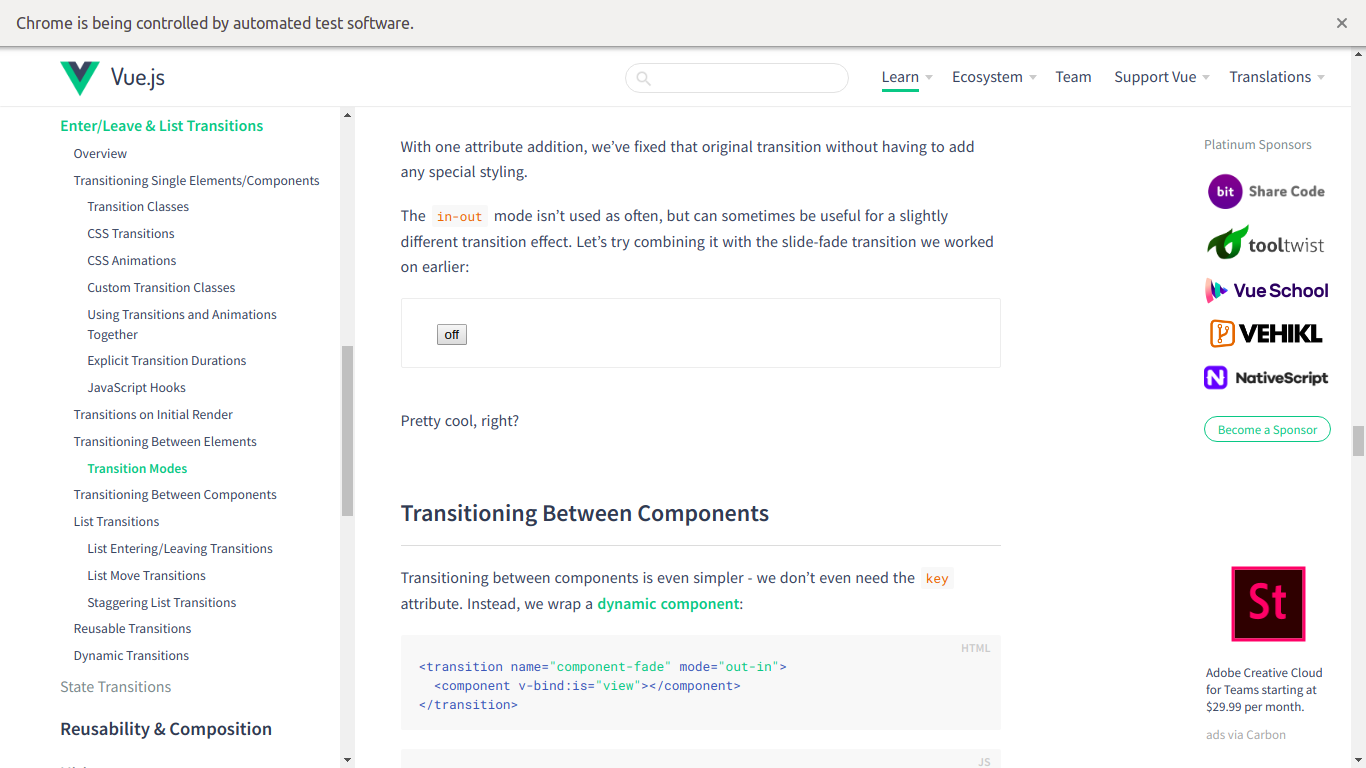 Chrome is being controlled by automated test software.
Vue.js
Learn
Ecosystem
Team
Support Vue
Translations
Enter/Leave & List Transitions
Overview
Transitioning Single Elements/Components
Transition Classes
CSS Transitions
CSS Animations
Custom Transition Classes
Using Transitions and Animations
Together
Explicit Transition Durations
JavaScript Hooks
Transitions on Initial Render
Transitioning Between Elements
Transition Modes
Transitioning Between Components
List Transitions
List Entering/Leaving Transitions
List Move Transitions
Staggering List Transitions
Reusable Transitions
Dynamic Transitions
State Transitions
Reusability & Composition
With one attribute addition, we’ve fixed that original transition without having to add
any special styling.
The in-out mode isn’t used as often, but can sometimes be useful for a slightly
different transition effect. Let’s try combining it with the slide-fade transition we worked
on earlier:
off
Pretty cool, right?
Transitioning Between Components
Transitioning between components is even simpler - we don’t even need the key
attribute. Instead, we wrap a dynamic component:
HTML
<transition name="component-fade" mode="out-in">
<component v-bind:is="view"></component>
</transition>
JS
Platinum Sponsors
bit Share Code
tooltwist
Vue School
VEHIKL
N NativeScript
Become a Sponsor
St
Adobe Creative Cloud
for Teams starting at
$29.99 per month.
ads via Carbon